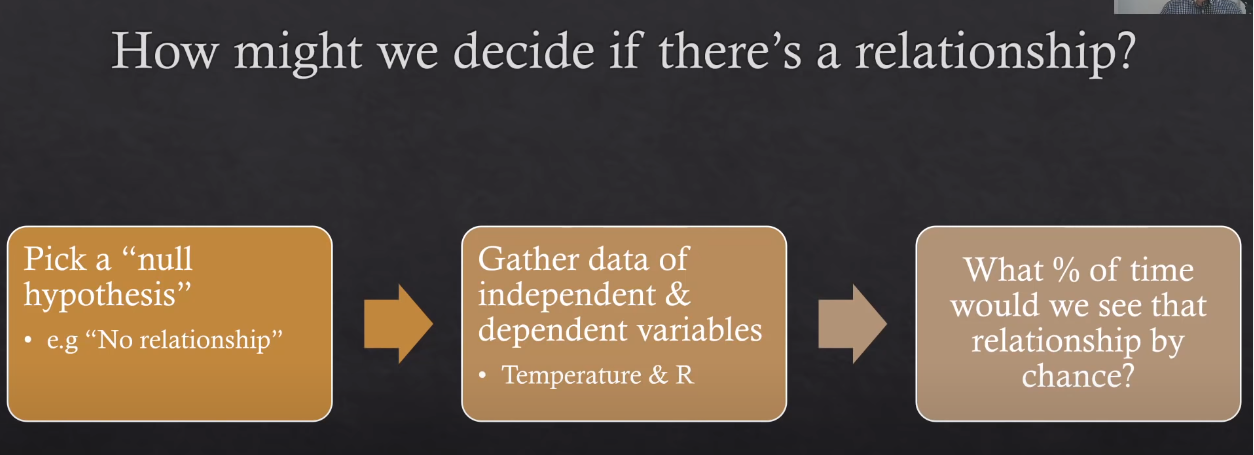 How might we decide if there’s a relationship?
Pick a “null
hypothesis”
• e.g “No relationship”
Gather data of
independent &
dependent variables
• Temperature & R
What % of time
would we see that
relationship by
chance?